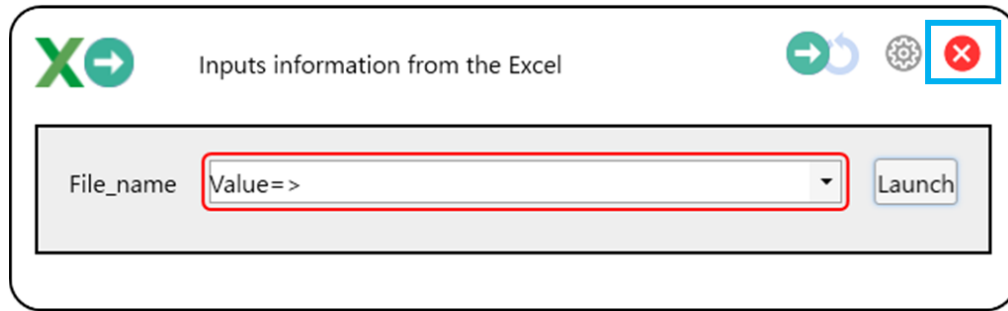 Inputs information from the Excel
File_name Value=> Launch